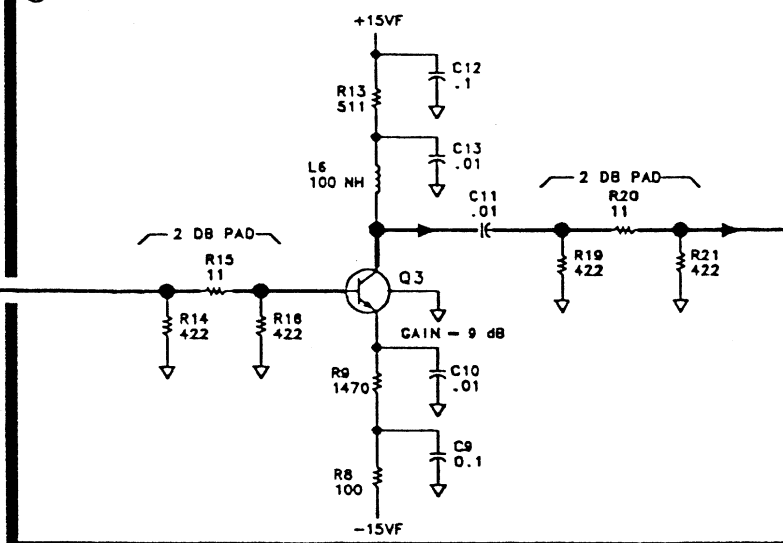 +15VF
C12
.1
R13
511
C13
.01
L6
100 NH
C11
.01
2 DB PAD
R20
11
R19
422
R21
422
2 DB PAD
R15
11
R14
422
R16
422
Q3
GAIN - 9 dB
R9
1470
C10
.01
C9
0.1
R8
100
-15VF